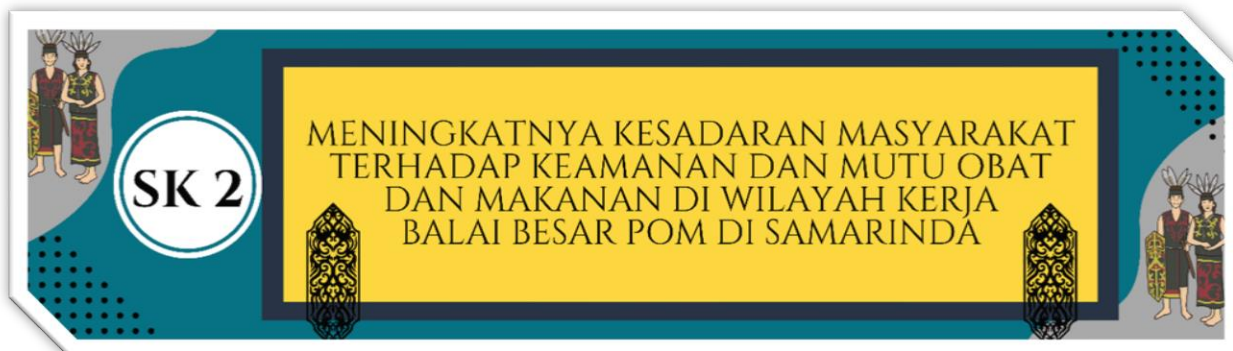 SK 2
MENINGKATNYA KESADARAN MASYARAKAT
TERHADAP KEAMANAN DAN MUTU OBAT
DAN MAKANAN DI WILAYAH KERJA
BALAI BESAR POM DI SAMARINDA